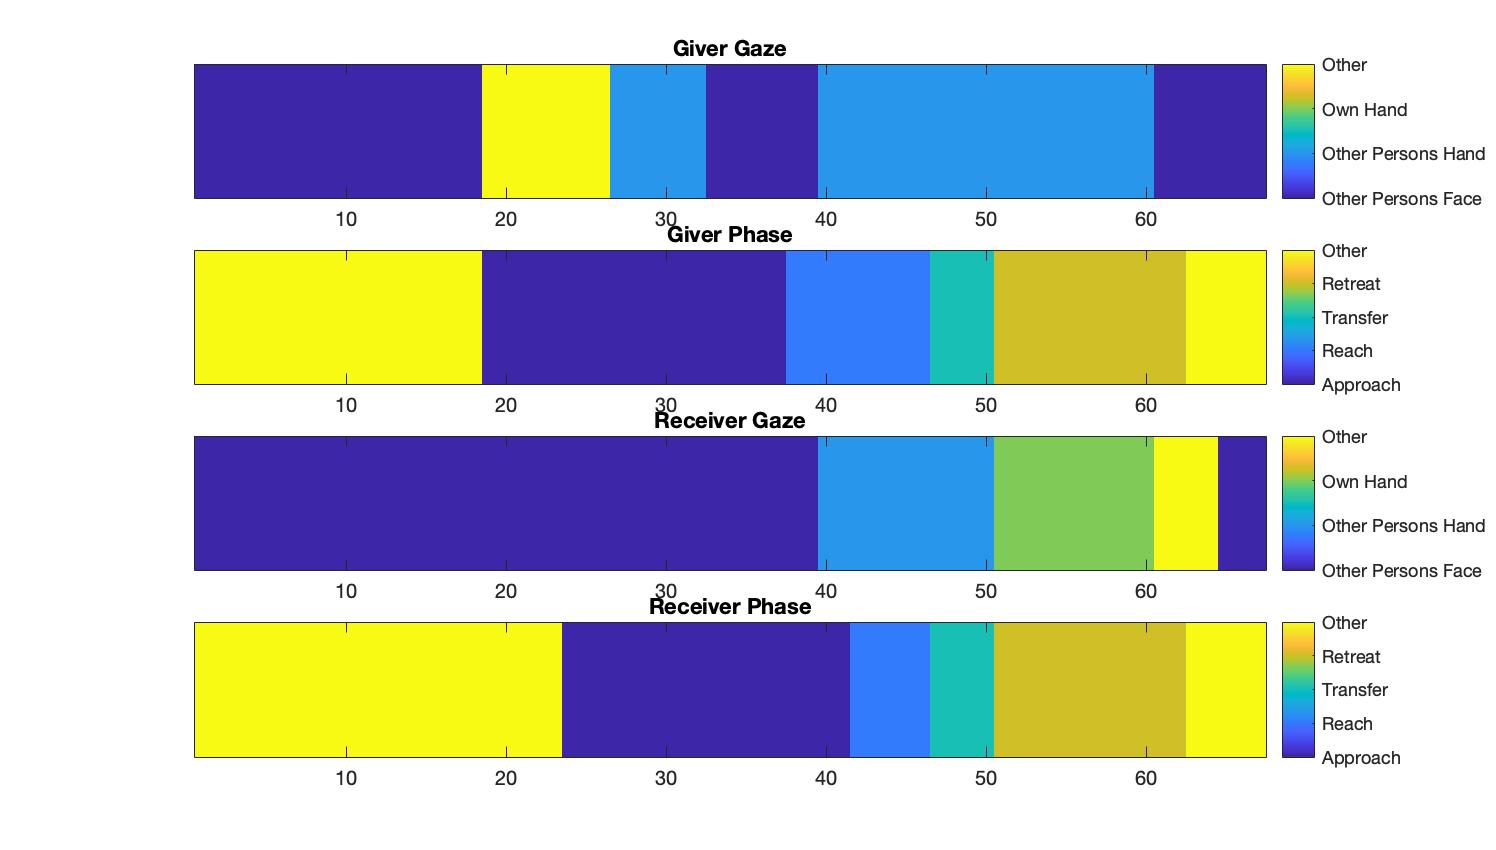 Giver Gaze
Other
Own Hand
Other Persons Hand
Other Persons Face
10 20 30 40 50 60
Giver Phase
Other
Retreat
Transfer
Reach
Approach
10 20 30 40 50 60
Receiver Gaze
Other
Own Hand
Other Persons Hand
Other Persons Face
10 20 30 40 50 60
Receiver Phase
Other
Retreat
Transfer
Reach
Approach
10 20 30 40 50 60